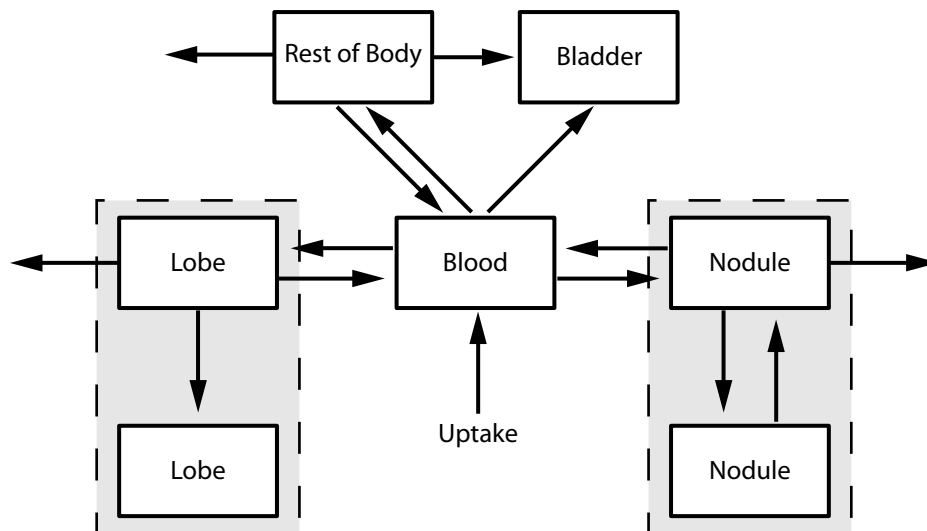 Rest of Body
Bladder
Lobe
Blood
Nodule
Uptake
Lobe
Nodule